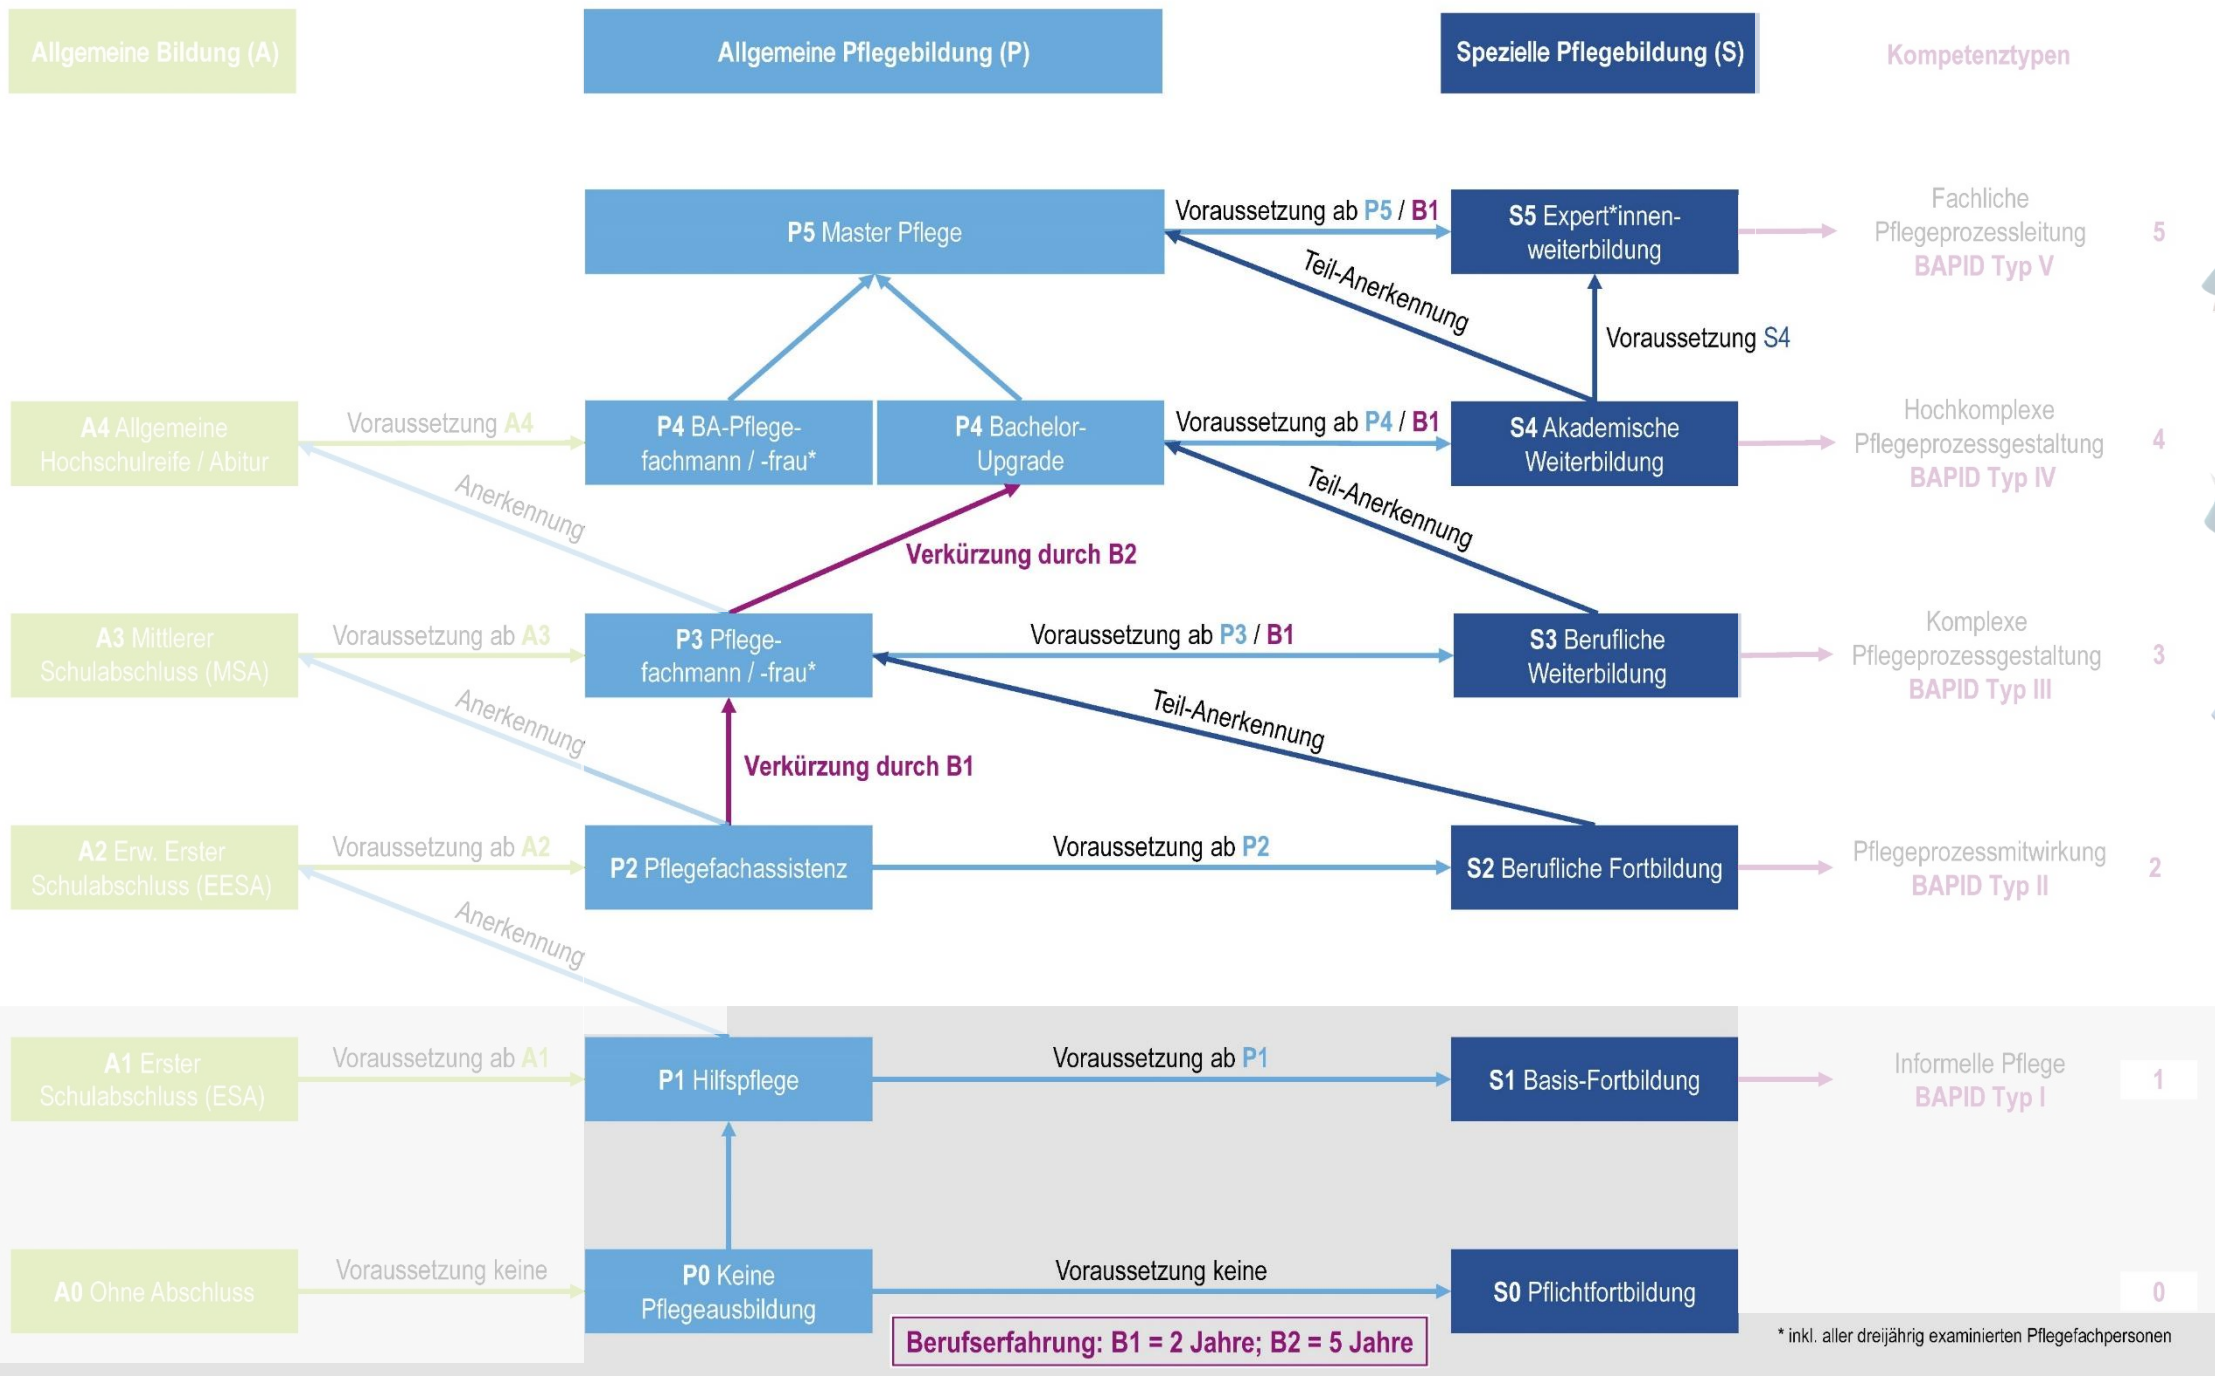 Allgemeine Bildung (A)
Allgemeine Pflegebildung (P)
Spezielle Pflegebildung (S)
Kompetenztypen
P5 Master Pflege
Voraussetzung ab P5 / B1
S5 Expert*innen-
weiterbildung
Fachliche
Pflegeprozessleitung
BAPID Typ V
5
Teil-Anerkennung
Voraussetzung S4
A4 Allgemeine
Hochschulreife / Abitur
Voraussetzung A4
P4 BA-Pflege-
fachmann / -frau*
P4 Bachelor-
Upgrade
Voraussetzung ab P4 / B1
S4 Akademische
Weiterbildung
Hochkomplexe
Pflegeprozessgestaltung
BAPID Typ IV
4
Anerkennung
Verkürzung durch B2
Teil-Anerkennung
A3 Mittlerer
Schulabschluss (MSA)
Voraussetzung ab A3
P3 Pflege-
fachmann / -frau*
Voraussetzung ab P3 / B1
S3 Berufliche
Weiterbildung
Komplexe
Pflegeprozessgestaltung
BAPID Typ III
3
Anerkennung
Verkürzung durch B1
Teil-Anerkennung
A2 Erw. Erster
Schulabschluss (EESA)
Voraussetzung ab A2
P2 Pflegefachassistenz
Voraussetzung ab P2
S2 Berufliche Fortbildung
Pflegeprozessmitwirkung
BAPID Typ II
2
Anerkennung
A1 Erster
Schulabschluss (ESA)
Voraussetzung ab A1
P1 Hilfspflege
Voraussetzung ab P1
S1 Basis-Fortbildung
Informelle Pflege
BAPID Typ I
1
A0 Ohne Abschluss
Voraussetzung keine
P0 Keine
Pflegeausbildung
Voraussetzung keine
S0 Pflichtfortbildung
0
Berufserfahrung: B1 = 2 Jahre; B2 = 5 Jahre
* inkl. aller dreijährig examinierten Pflegefachpersonen